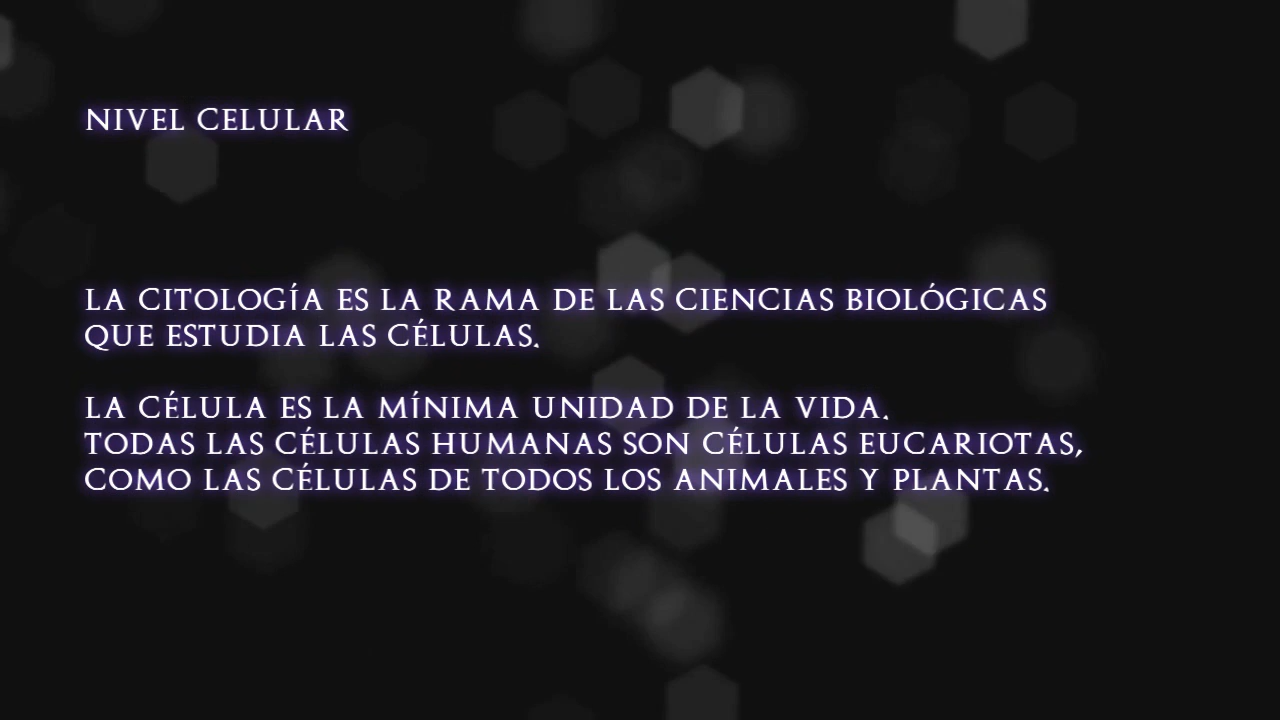 NIVEL CELULAR
LA CITOLOGÍA ES LA RAMA DE LAS CIENCIAS BIOLÓGICAS
QUE ESTUDIA LAS CÉLULAS.
LA CÉLULA ES LA MÍNIMA UNIDAD DE LA VIDA.
TODAS LAS CÉLULAS HUMANAS SON CÉLULAS EUCARIOTAS,
COMO LAS CÉLULAS DE TODOS LOS ANIMALES Y PLANTAS.